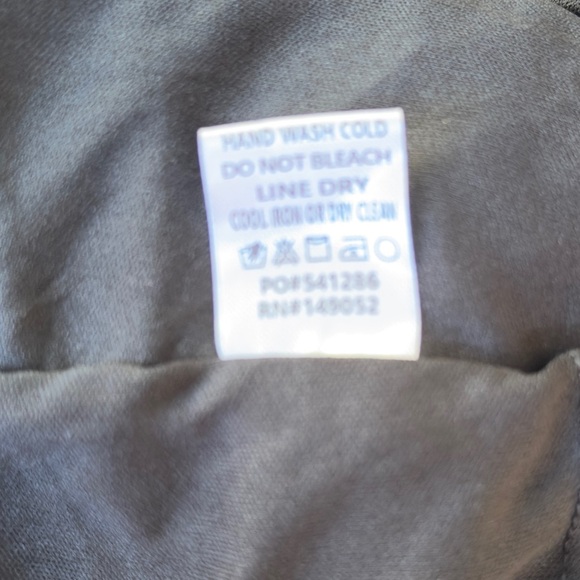 HAND WASH COLD
DO NOT BLEACH
LINE DRY
COOL IRON OR DRY CLEAN
PO#541286
RN#149052